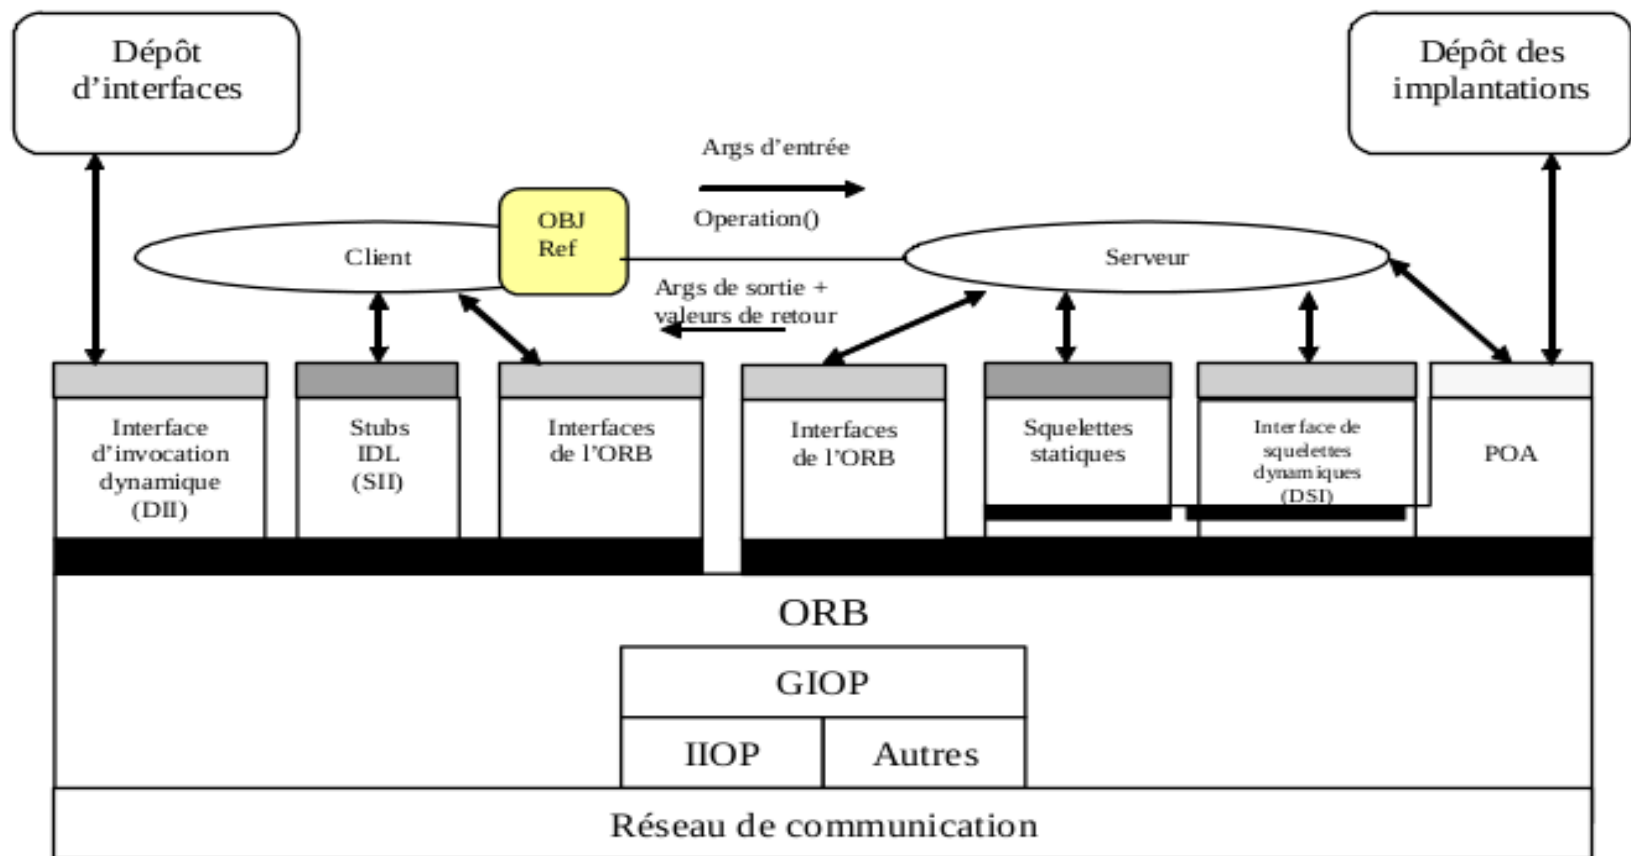 Dépôt
d’interfaces
Dépôt des
implantations
Args d’entrée
Operation()
OBJ
Ref
Client
Serveur
Args de sortie +
valeurs de retour
Interface
d’invocation
dynamique
(DII)
Stubs
IDL
(SII)
Interfaces
de l’ORB
Interfaces
de l’ORB
Squelettes
statiques
Interface de
squelettes
dynamiques
(DSI)
POA
ORB
GIOP
IIOP
Autres
Réseau de communication